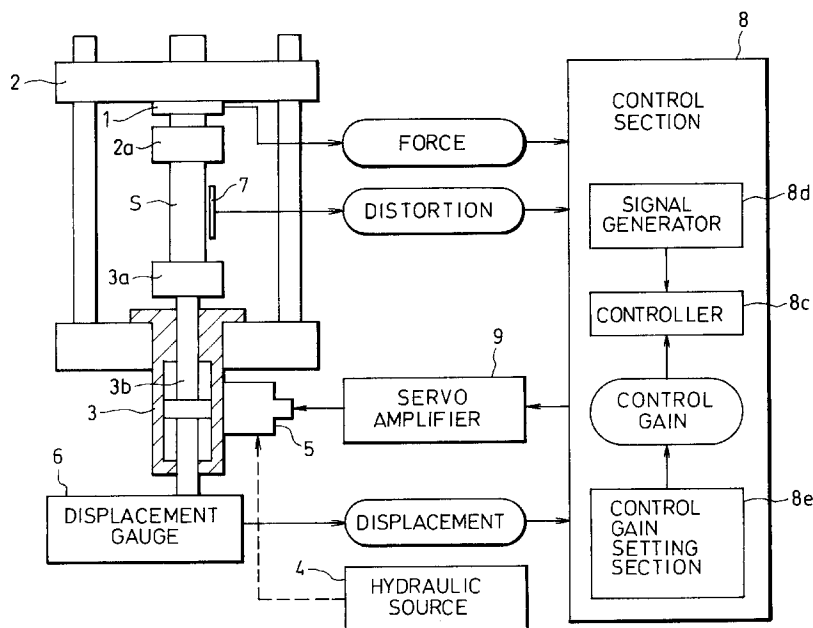 8
2
1
2a
S
7
3a
3b
3
5
6
DISPLACEMENT
GAUGE
FORCE
DISTORTION
9
SERVO
AMPLIFIER
DISPLACEMENT
4
HYDRAULIC
SOURCE
CONTROL
SECTION
SIGNAL
GENERATOR
8d
CONTROLLER
8c
CONTROL
GAIN
CONTROL
GAIN
SETTING
SECTION
8e